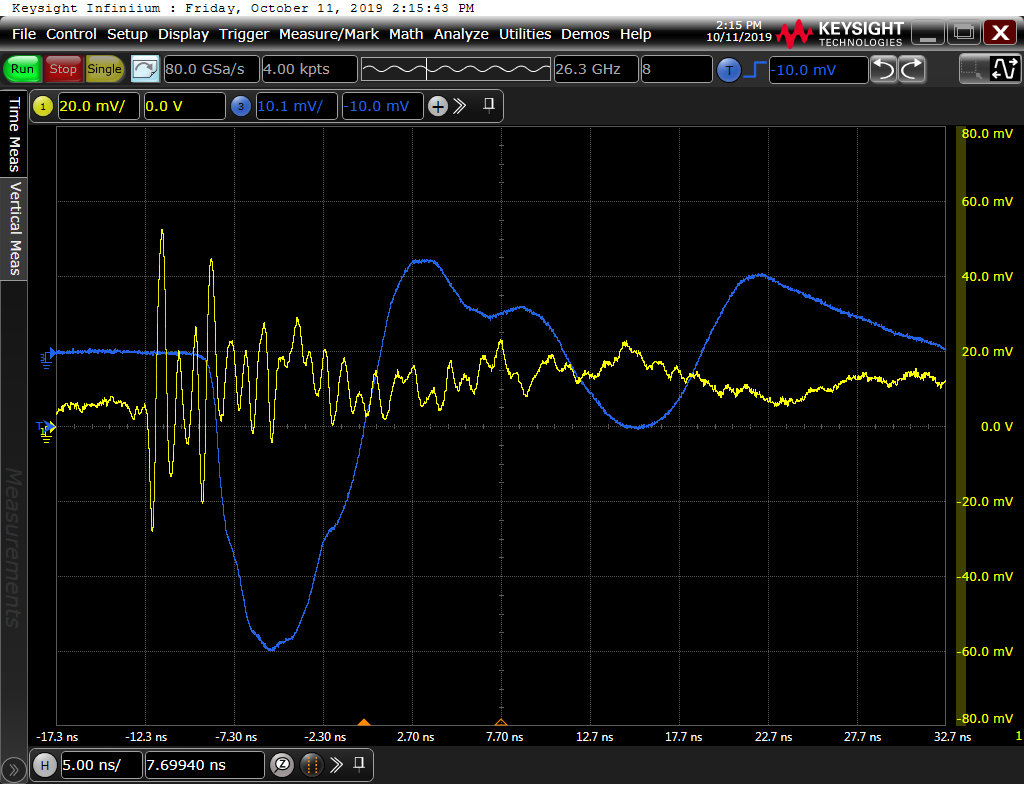 Keysight Infiniium : Friday, October 11, 2019 2:15:43 PM
File Control Setup Display Trigger Measure/Mark Math Analyze Utilities Demos Help
2:15 PM
10/11/2019
KEYSIGHT
TECHNOLOGIES
Run Stop Single 80.0 GSa/s 4.00 kpts 26.3 GHz 8 T -10.0 mV
1 20.0 mV/ 0.0 V 3 10.1 mV/ -10.0 mV
Time Meas
Vertical Meas
Measurements
80.0 mV
60.0 mV
40.0 mV
20.0 mV
0.0 V
-20.0 mV
-40.0 mV
-60.0 mV
-80.0 mV
T
-17.3 ns -12.3 ns -7.30 ns -2.30 ns 2.70 ns 7.70 ns 12.7 ns 17.7 ns 22.7 ns 27.7 ns 32.7 ns 1
H 5.00 ns/ 7.69940 ns Z